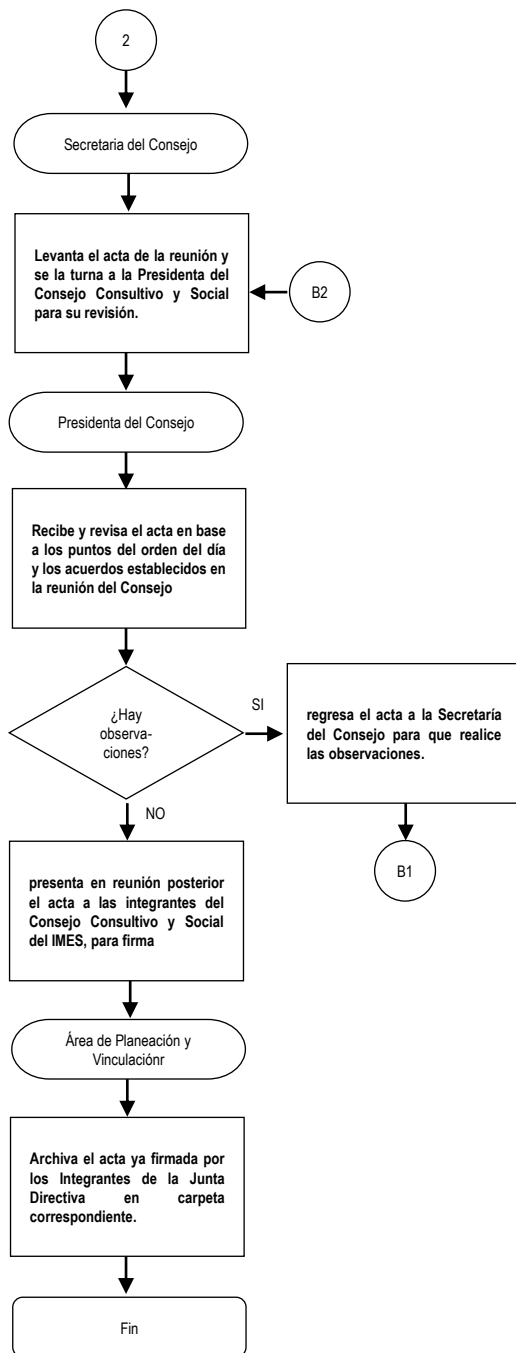 2
Secretaria del Consejo
Levanta el acta de la reunión y
se la turna a la Presidenta del
Consejo Consultivo y Social
para su revisión.
B2
Presidenta del Consejo
Recibe y revisa el acta en base
a los puntos del orden del día
y los acuerdos establecidos en
la reunión del Consejo
¿Hay
observa-
ciones?
SI
regresa el acta a la Secretaría
del Consejo para que realice
las observaciones.
NO
B1
presenta en reunión posterior
el acta a las integrantes del
Consejo Consultivo y Social
del IMES, para firma
Área de Planeación y
Vinculaciónr
Archiva el acta ya firmada por
los Integrantes de la Junta
Directiva en carpeta
correspondiente.
Fin